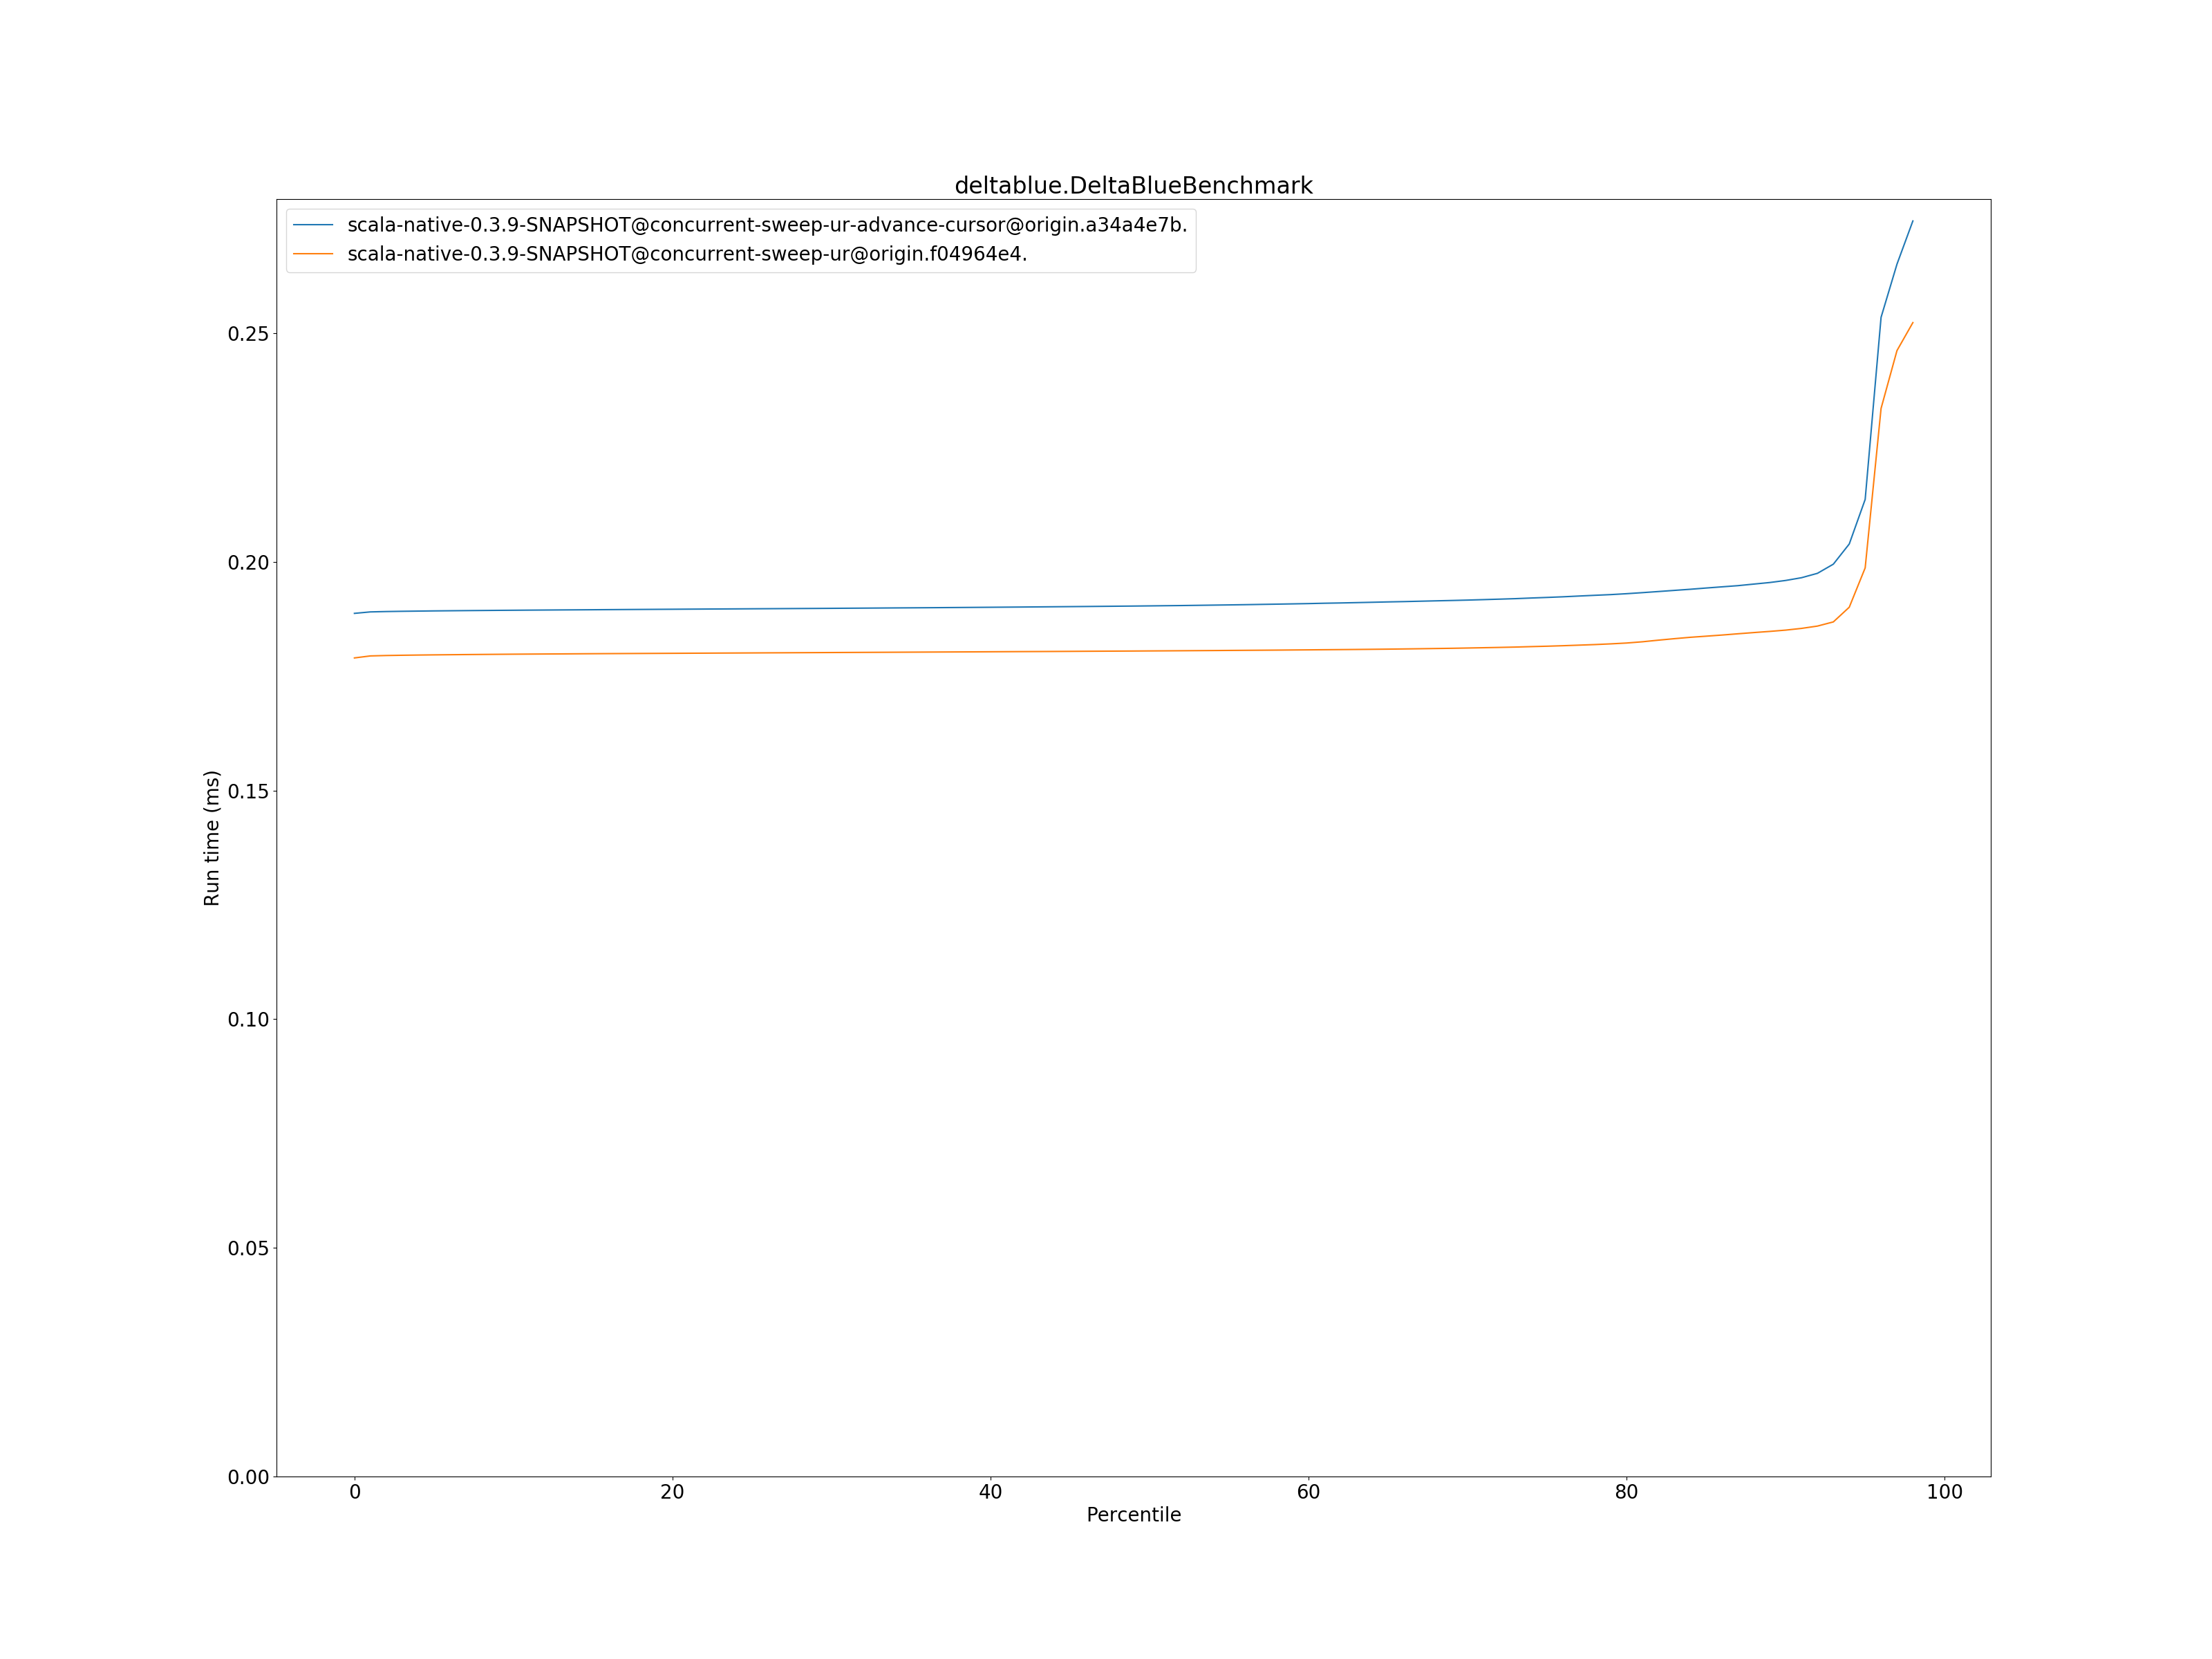 deltablue.DeltaBlueBenchmark
scala-native-0.3.9-SNAPSHOT@concurrent-sweep-ur-advance-cursor@origin.a34a4e7b.
scala-native-0.3.9-SNAPSHOT@concurrent-sweep-ur@origin.f04964e4.
0.25
0.20
0.15
0.10
0.05
0.00
Run time (ms)
0 20 40 60 80 100
Percentile